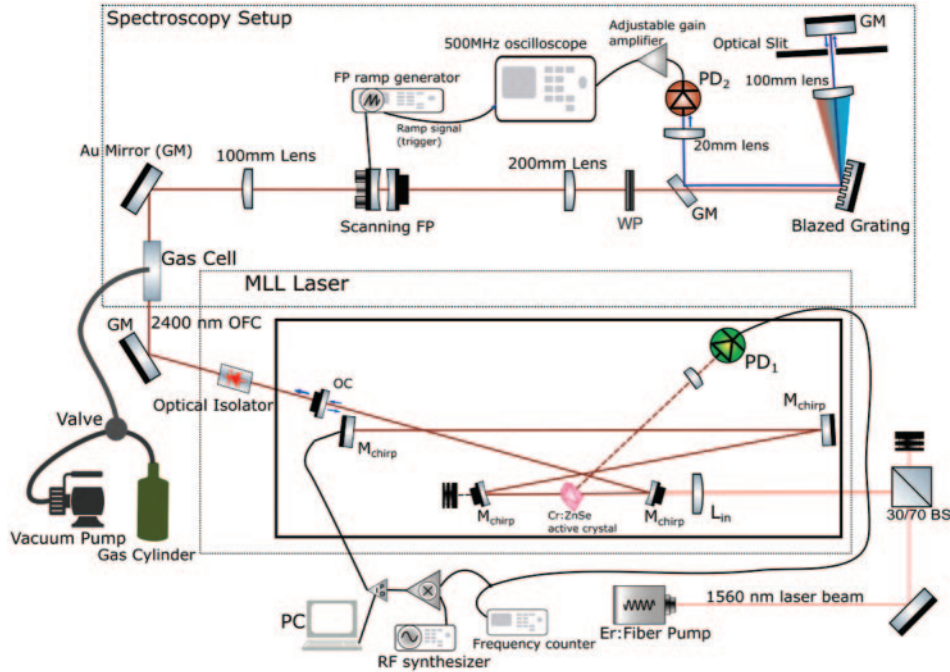 Spectroscopy Setup
GM
Adjustable gain
amplifier
Optical Slit
500MHz oscilloscope
PD2
FP ramp generator
100mm lens
Ramp signal
(trigger)
20mm lens
Au Mirror (GM)
100mm Lens
200mm Lens
WP
GM
Scanning FP
Blazed Grating
Gas Cell
MLL Laser
GM
2400 nm OFC
PD1
OC
Optical Isolator
Mchirp
Mchirp
Valve
Mchirp
Cr:ZnSe
active crystal
Mchirp
Lin
30/70 BS
Vacuum Pump
Gas Cylinder
1560 nm laser beam
PC
Er:Fiber Pump
Frequency counter
RF synthesizer